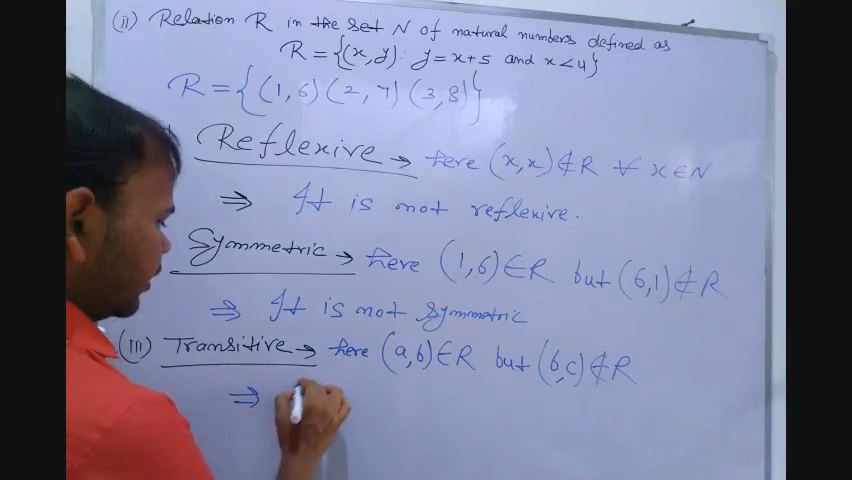 (ii) Relation R in the set N of natural numbers defined as
R = {(x, y): y = x+5 and x<4}
R = {(1, 6) (2, 7) (3, 8)}
Reflexive → here (x, x) ∉ R ∀ x ∈ N
⇒ It is not reflexive.
Symmetric → here (1, 6) ∈ R but (6, 1) ∉ R
⇒ It is not symmetric
(III) Transitive → here (a, b) ∈ R but (b, c) ∉ R
⇒